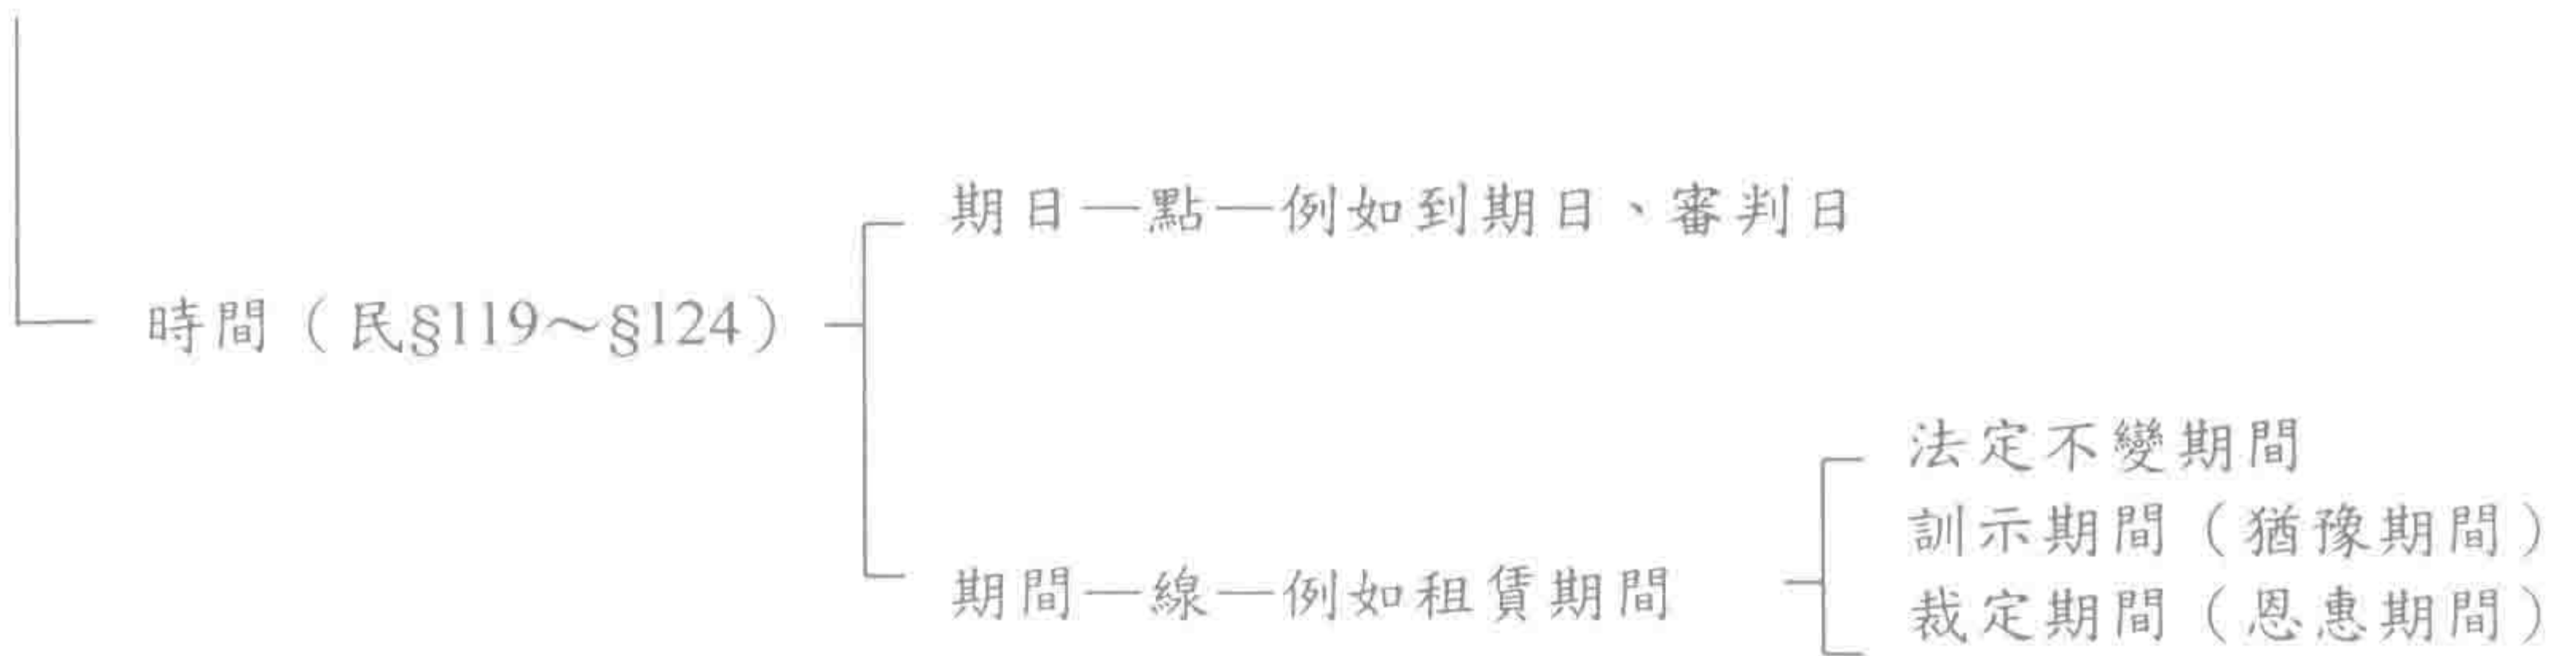 期日—點—例如到期日、審判日
時間（民§119～§124）
法定不變期間
訓示期間（猶豫期間）
期間—線—例如租賃期間
裁定期間（恩惠期間）